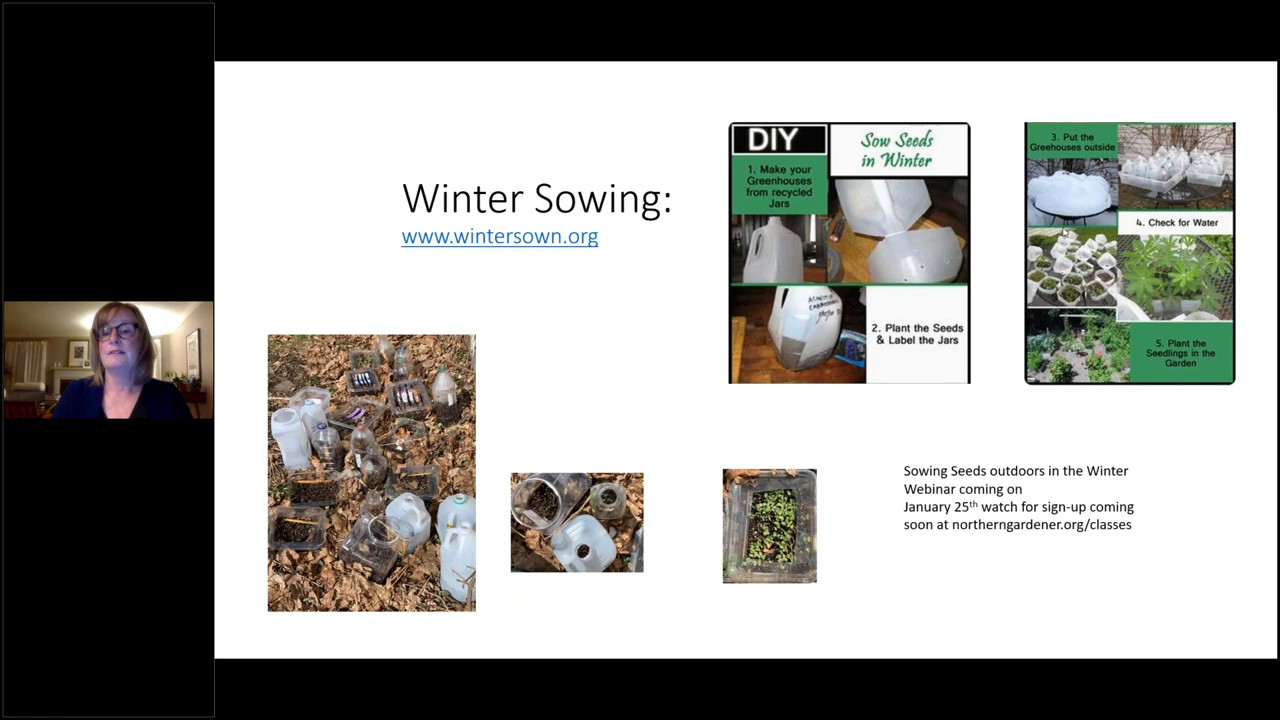 Winter Sowing:
www.wintersown.org
DIY
Sow Seeds
in Winter
1. Make your
Greenhouses
from recycled
Jars
2. Plant the Seeds
& Label the Jars
3. Put the
Greehouses outside
4. Check for Water
5. Plant the
Seedlings in the
Garden
Sowing Seeds outdoors in the Winter
Webinar coming on
January 25th watch for sign-up coming
soon at northerngardener.org/classes